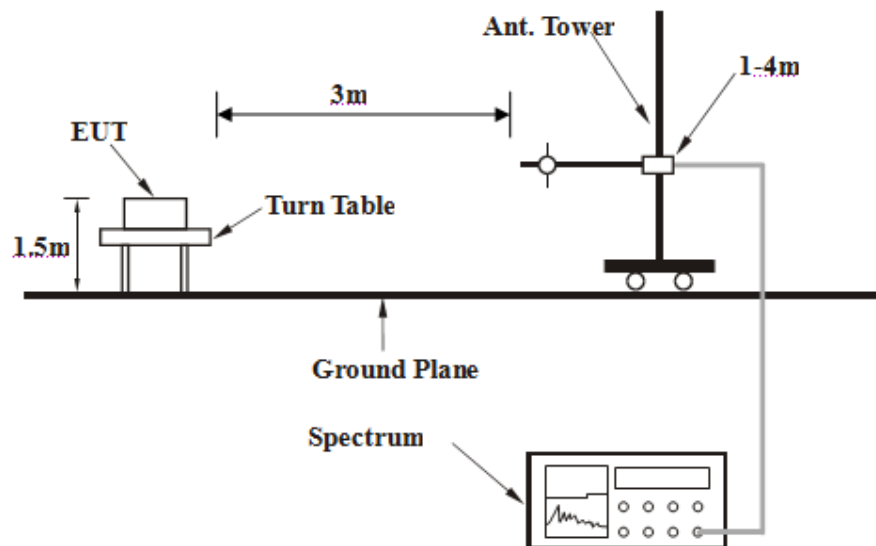 Ant. Tower
1-4m
3m
EUT
Turn Table
1.5m
Ground Plane
Spectrum